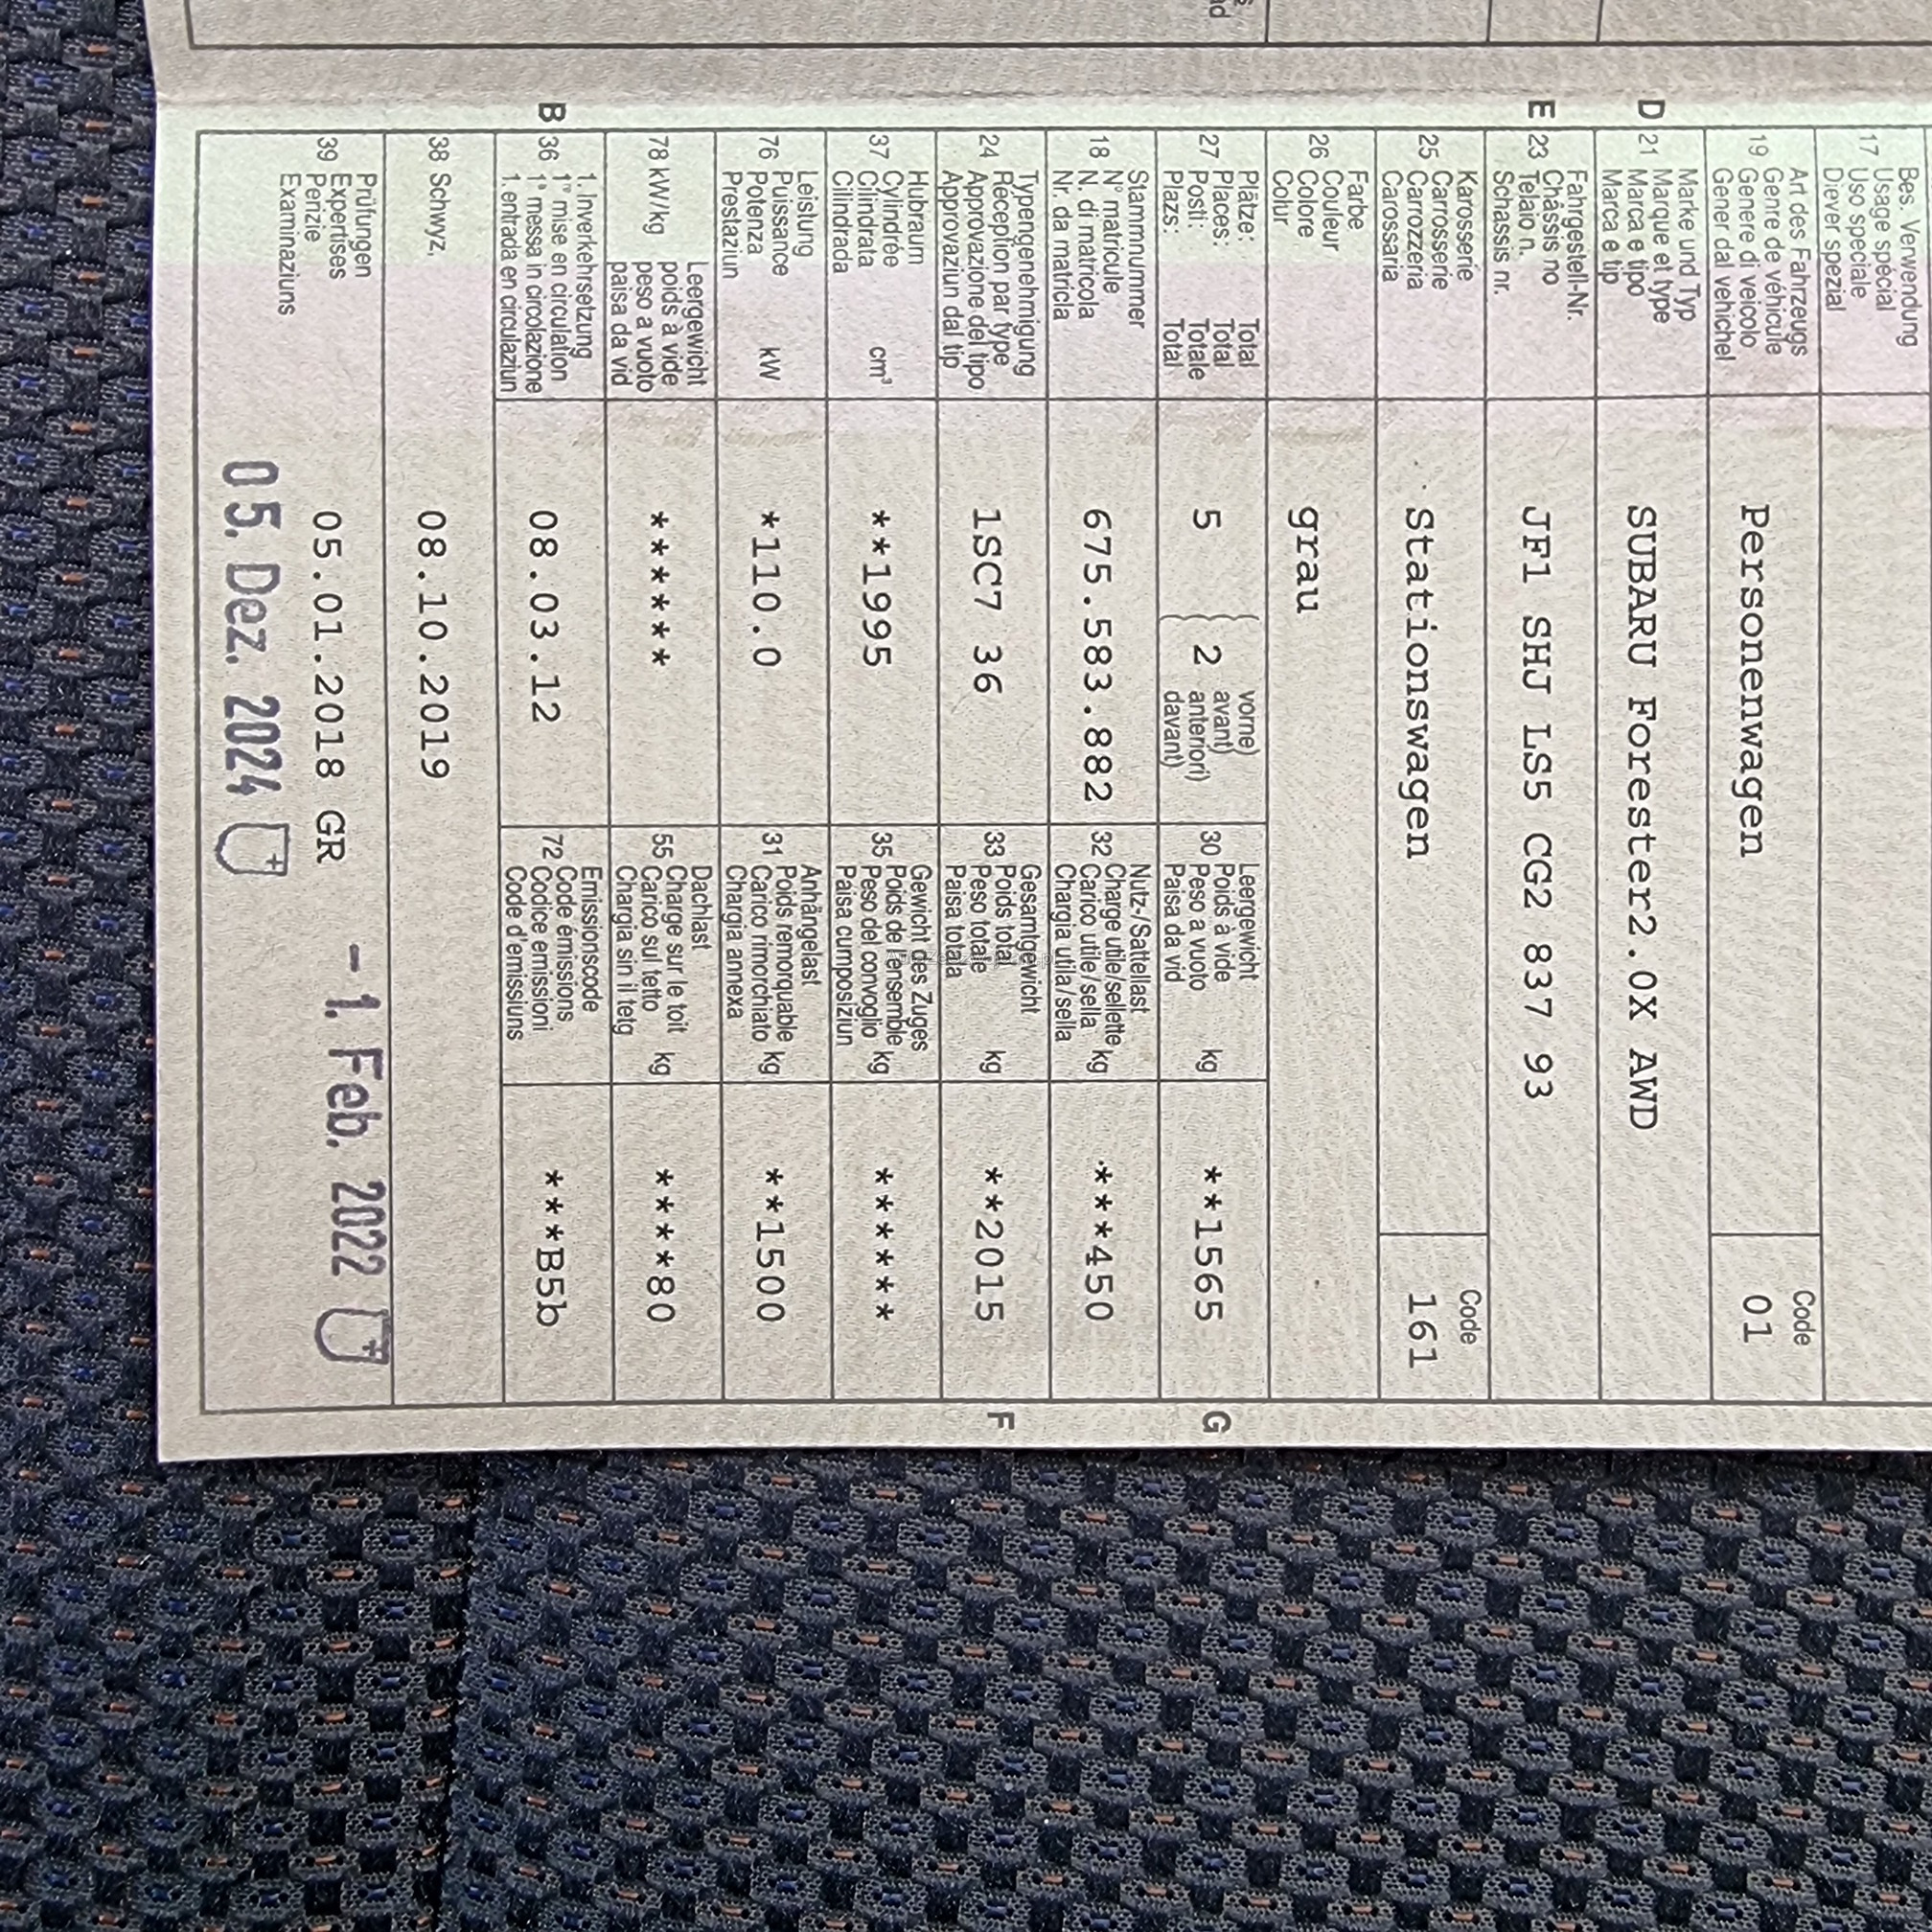 Bes. Verwendung
Usage spécial
17 Uso speciale
Diever spezial
Art des Fahrzeugs
Genre de véhicule
19 Genere di veicolo
Gener dal vehichel
Personenwagen
Code
01
D
Marke und Typ
Marque et type
21 Marca e tipo
Marca e tip
SUBARU Forester2.0X AWD
E
Fahrgestell-Nr.
Châssis no
23 Telaio n.
Schassis nr.
JF1 SHJ LS5 CG2 837 93
Karosserie
Carrosserie
25 Carrozzeria
Carossaria
Stationswagen
Code
161
Farbe
Couleur
26 Colore
Colur
grau
Plätze: Total
Places: Total
27 Posti: Totale
Plazs: Total
5
2
vorne)
avant)
anteriori)
davant)
Leergewicht
Poids à vide
30 Peso a vuoto kg
Paisa da vid
**1565
G
Stammnummer
N° matricule
18 N. di matricola
Nr. da matricla
675.583.882
Nutz-/Sattellast
Charge utile/sellette
32 Carico utile/sella kg
Chargia utila/sella
***450
Typengenehmigung
Réception par type
24 Approvazione del tipo
Approvaziun dal tip
1SC7 36
Gesamtgewicht
Poids total
33 Peso totale kg
Paisa totala
**2015
F
Hubraum
Cylindrée
37 Cilindrata cm³
Cilindrada
**1995
Gewicht des Zuges
Poids de l'ensemble
35 Peso del convoglio kg
Paisa cumposziun
******
Leistung
Puissance
76 Potenza kW
Prestaziun
*110.0
Anhängelast
Poids remorquable
31 Carico rimorchiato kg
Chargia annexa
**1500
Leergewicht
poids à vide
78 kW/kg peso a vuoto
paisa da vid
******
Dachlast
Charge sur le toit
55 Carico sul tetto kg
Chargia sin il tetg
****80
B
1. Inverkehrsetzung
1re mise en circulation
36 1a messa in circolazione
1. entrada en circulaziun
08.03.12
Emissionscode
Code émissions
72 Codice emissioni
Code d'emissiuns
***B5b
38 Schwyz,
08.10.2019
Prüfungen
Expertises
39 Perizie
Examinaziuns
05.01.2018 GR
- 1. Feb. 2022
05. Dez. 2024